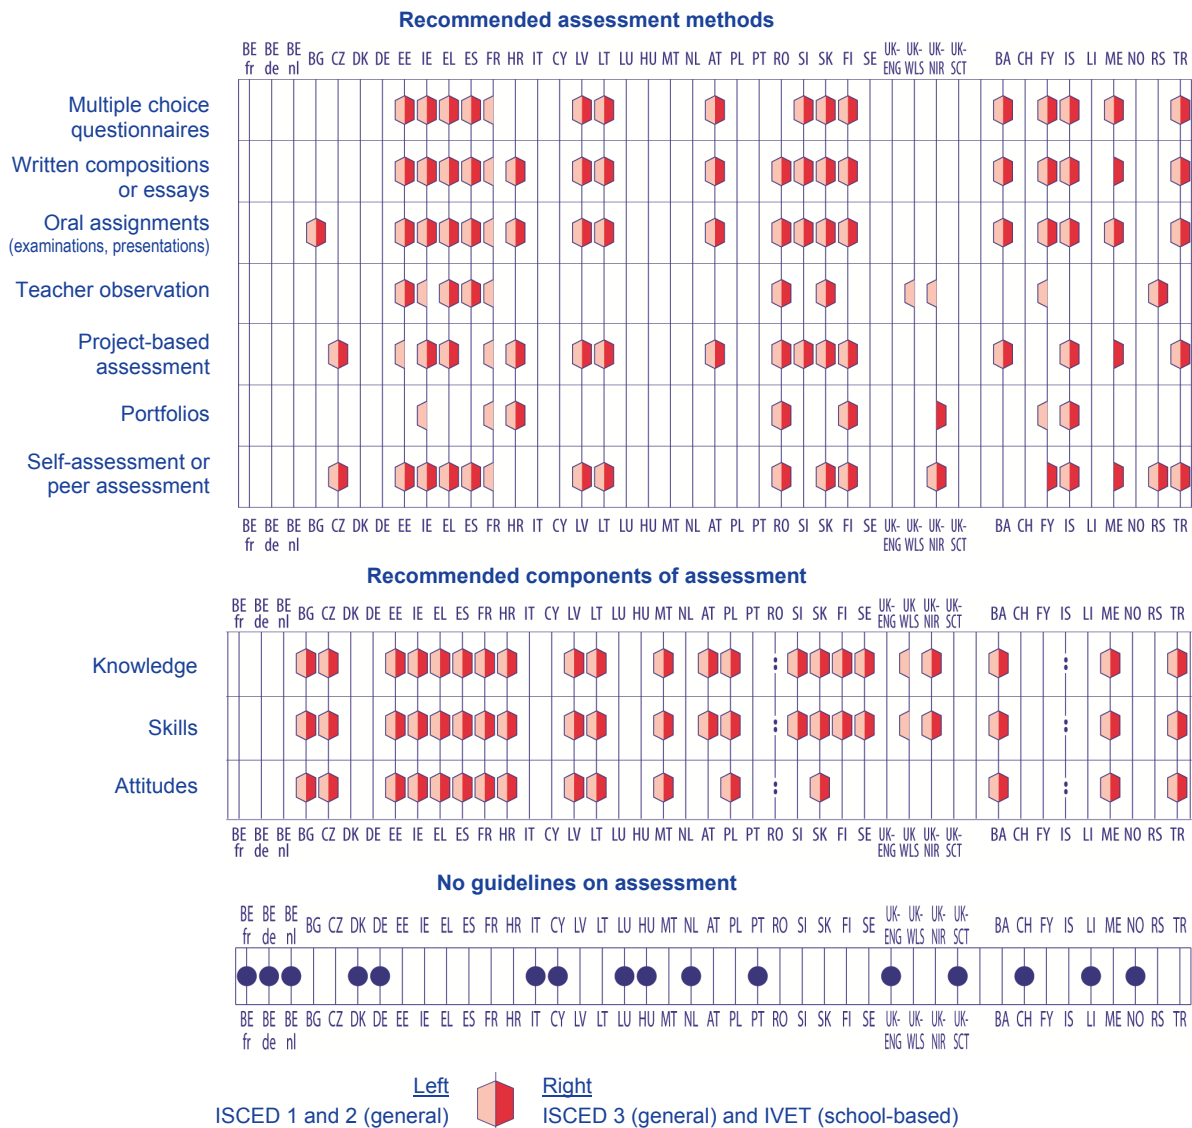 Recommended assessment methods
BE fr BE de BE nl BG CZ DK DE EE IE EL ES FR HR IT CY LV LT LU HU MT NL AT PL PT RO SI SK FI SE UK-ENG UK-WLS UK-NIR UK-SCT BA CH FY IS LI ME NO RS TR
Multiple choice
questionnaires
Written compositions
or essays
Oral assignments
(examinations, presentations)
Teacher observation
Project-based
assessment
Portfolios
Self-assessment or
peer assessment
BE fr BE de BE nl BG CZ DK DE EE IE EL ES FR HR IT CY LV LT LU HU MT NL AT PL PT RO SI SK FI SE UK-ENG UK-WLS UK-NIR UK-SCT BA CH FY IS LI ME NO RS TR
Recommended components of assessment
BE fr BE de BE nl BG CZ DK DE EE IE EL ES FR HR IT CY LV LT LU HU MT NL AT PL PT RO SI SK FI SE UK-ENG UK WLS UK-NIR UK-SCT BA CH FY IS LI ME NO RS TR
Knowledge
Skills
Attitudes
BE fr BE de BE nl BG CZ DK DE EE IE EL ES FR HR IT CY LV LT LU HU MT NL AT PL PT RO SI SK FI SE UK-ENG UK WLS UK-NIR UK-SCT BA CH FY IS LI ME NO RS TR
No guidelines on assessment
BE fr BE de BE nl BG CZ DK DE EE IE EL ES FR HR IT CY LV LT LU HU MT NL AT PL PT RO SI SK FI SE UK-ENG UK-WLS UK-NIR UK-SCT BA CH FY IS LI ME NO RS TR
BE fr BE de BE nl BG CZ DK DE EE IE EL ES FR HR IT CY LV LT LU HU MT NL AT PL PT RO SI SK FI SE UK-ENG UK-WLS UK-NIR UK-SCT BA CH FY IS LI ME NO RS TR
Left Right
ISCED 1 and 2 (general) ISCED 3 (general) and IVET (school-based)